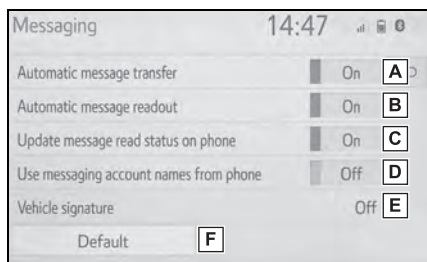 Messaging 14:47
Automatic message transfer On A
Automatic message readout On B
Update message read status on phone On C
Use messaging account names from phone Off D
Vehicle signature Off E
Default F